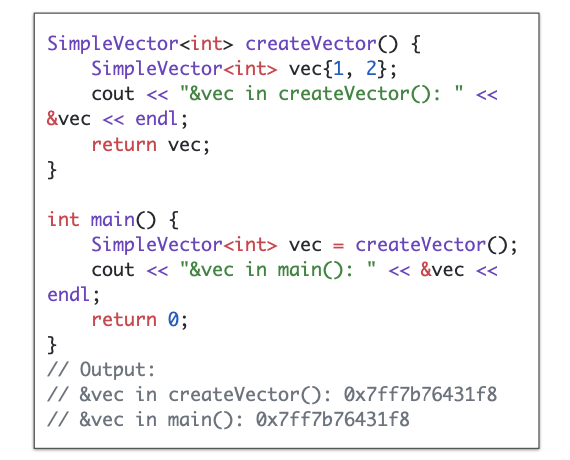 SimpleVector<int> createVector() {
    SimpleVector<int> vec{1, 2};
    cout << "&vec in createVector(): " <<
&vec << endl;
    return vec;
}

int main() {
    SimpleVector<int> vec = createVector();
    cout << "&vec in main(): " << &vec <<
endl;
    return 0;
}
// Output:
// &vec in createVector(): 0x7ff7b76431f8
// &vec in main(): 0x7ff7b76431f8